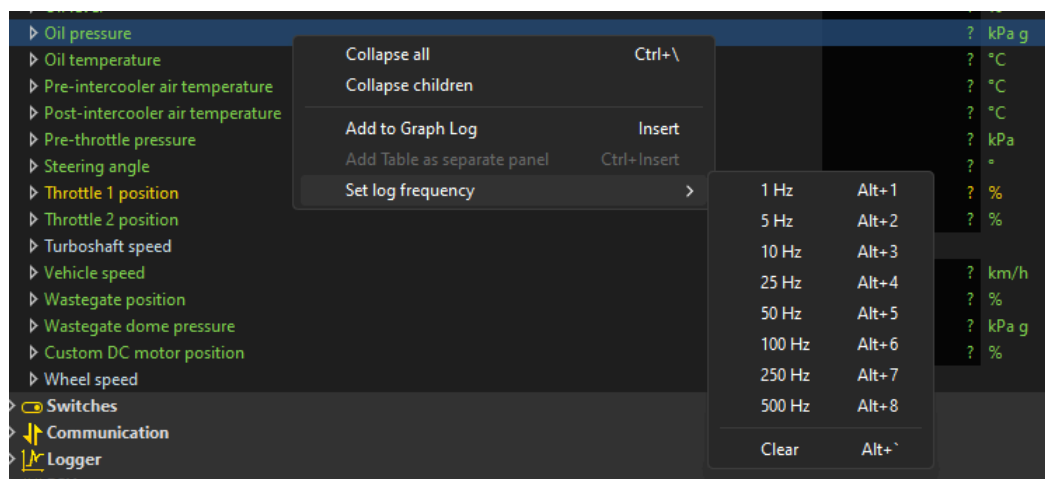 Oil pressure ? kPa g
Oil temperature ? °C
Pre-intercooler air temperature ? °C
Post-intercooler air temperature ? °C
Pre-throttle pressure ? kPa
Steering angle ? °
Throttle 1 position ? %
Throttle 2 position ? %
Turboshaft speed
Vehicle speed ? km/h
Wastegate position ? %
Wastegate dome pressure ? kPa g
Custom DC motor position ? %
Wheel speed
Switches
Communication
Logger
Collapse all Ctrl+\
Collapse children
Add to Graph Log Insert
Add Table as separate panel Ctrl+Insert
Set log frequency
1 Hz Alt+1
5 Hz Alt+2
10 Hz Alt+3
25 Hz Alt+4
50 Hz Alt+5
100 Hz Alt+6
250 Hz Alt+7
500 Hz Alt+8
Clear Alt+`